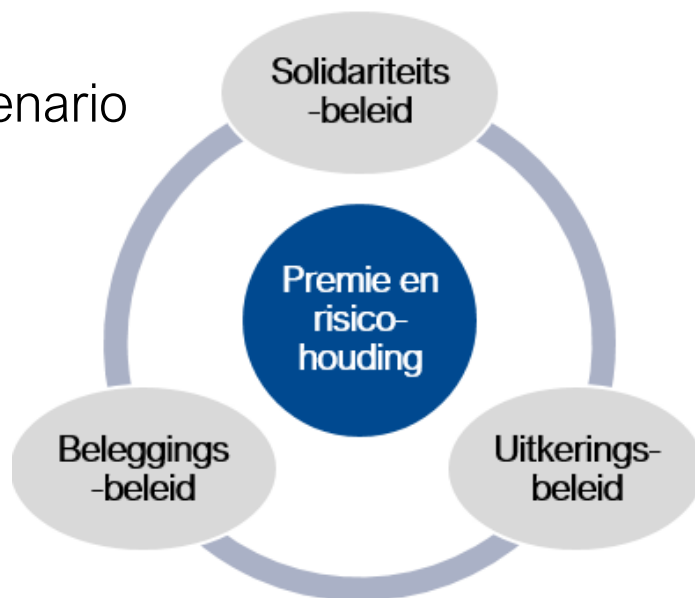 Solidariteits
-beleid
enario
Premie en
risico-
houding
Beleggings
-beleid
Uitkerings-
beleid